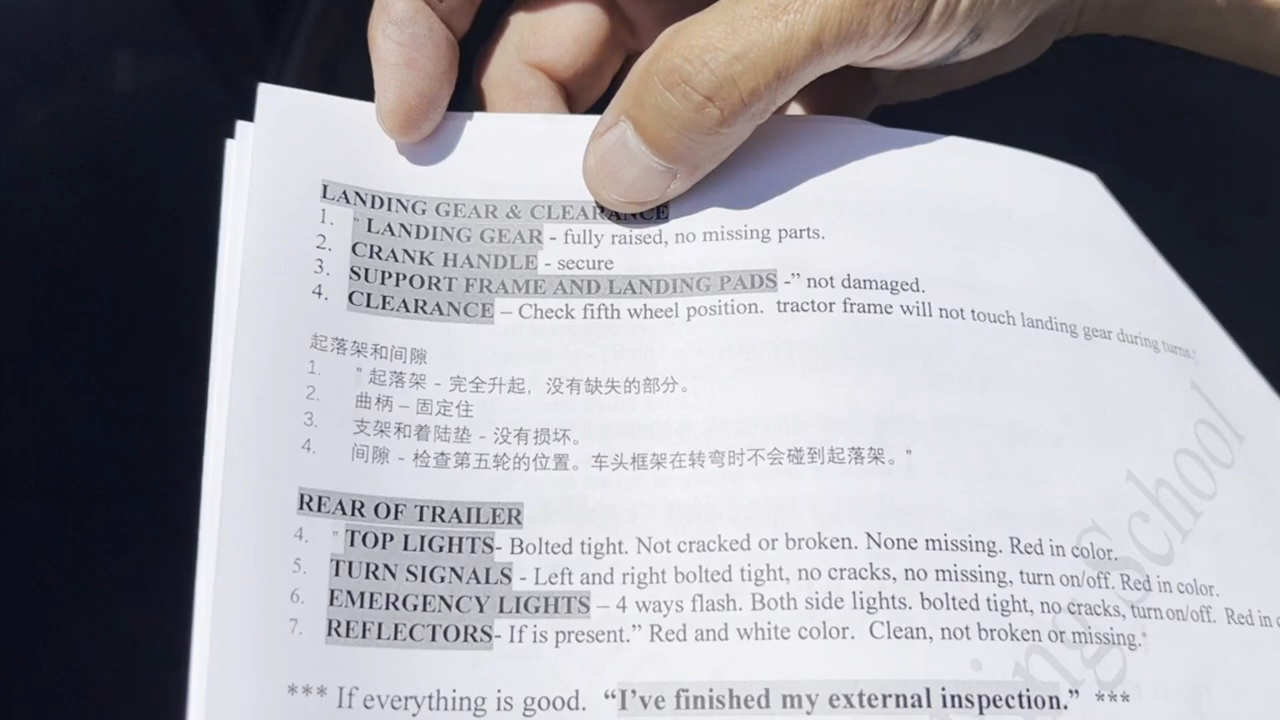 LANDING GEAR & CLEARANCE
1. " LANDING GEAR - fully raised, no missing parts.
2. CRANK HANDLE - secure
3. SUPPORT FRAME AND LANDING PADS -” not damaged.
4. CLEARANCE – Check fifth wheel position. tractor frame will not touch landing gear during turns."
起落架和间隙
1. " 起落架 - 完全升起，没有缺失的部分。
2. 曲柄 – 固定住
3. 支架和着陆垫 - 没有损坏。
4. 间隙 - 检查第五轮的位置。车头框架在转弯时不会碰到起落架。"
REAR OF TRAILER
4. " TOP LIGHTS- Bolted tight. Not cracked or broken. None missing. Red in color.
5. TURN SIGNALS - Left and right bolted tight, no cracks, no missing, turn on/off. Red in color.
6. EMERGENCY LIGHTS – 4 ways flash. Both side lights. bolted tight, no cracks, turn on/off. Red in
7. REFLECTORS- If is present.” Red and white color. Clean, not broken or missing."
*** If everything is good. “I’ve finished my external inspection.” ***
ing School